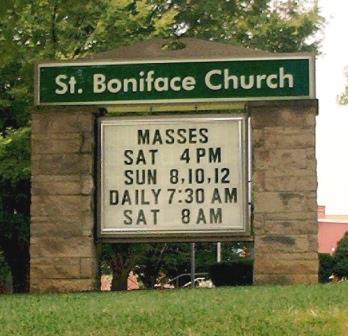 St. Boniface Church
MASSES
SAT 4 PM
SUN 8,10,12
DAILY 7:30 AM
SAT 8 AM